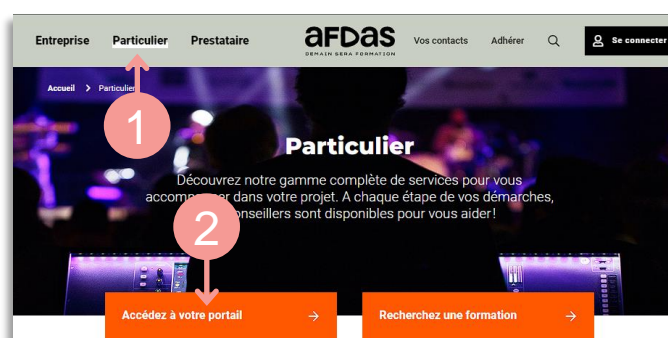 Entreprise Particulier Prestataire afdas Vos contacts Adhérer Se connecter
DEMAIN SERA FORMATION
Accueil > Particulier
1
Particulier
Découvrez notre gamme complète de services pour vous
dans votre projet. A chaque étape de vos démarches,
sont disponibles pour vous aider!
2
Accédez à votre portail → Recherchez une formation →